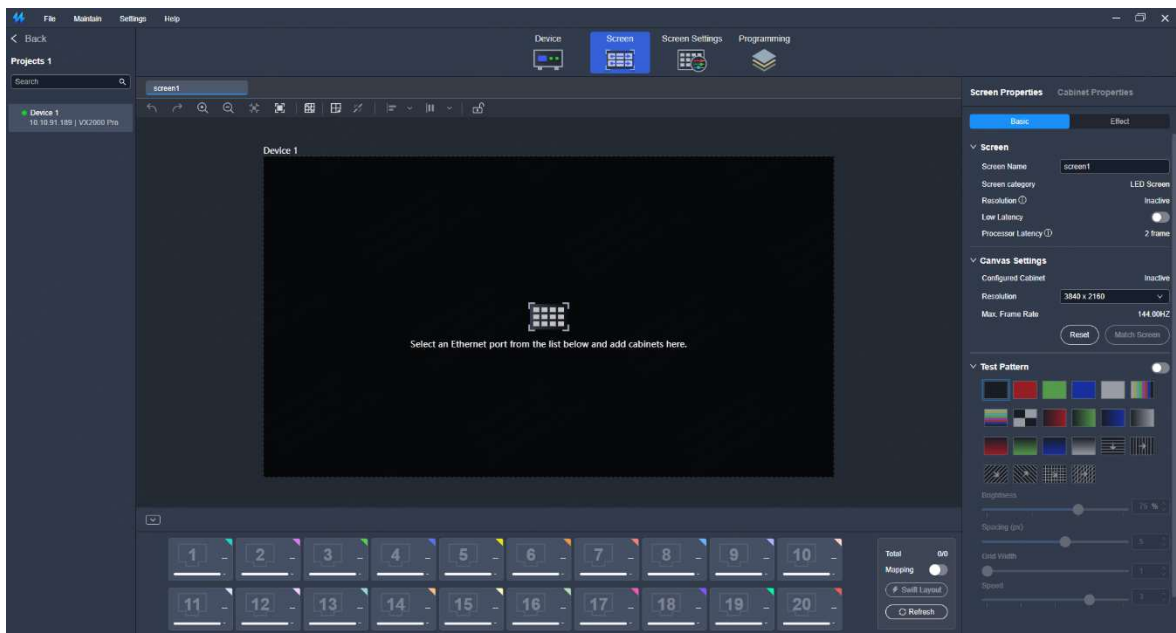 File Maintain Settings Help
Back
Projects 1
Search
Device 1
10.10.91.189 | VX2000 Pro
Device Screen Screen Settings Programming
screen1
Device 1
Select an Ethernet port from the list below and add cabinets here.
1 2 3 4 5 6 7 8 9 10
11 12 13 14 15 16 17 18 19 20
Total 0/0
Mapping
Swift Layout
Refresh
Screen Properties Cabinet Properties
Basic Effect
Screen
Screen Name screen1
Screen category LED Screen
Resolution Inactive
Low Latency
Processor Latency 2 frame
Canvas Settings
Configured Cabinet Inactive
Resolution 3840 x 2160
Max. Frame Rate 144.00HZ
Reset Match Screen
Test Pattern
Brightness 75 %
Spacing (px) 5
Grid Width 1
Speed